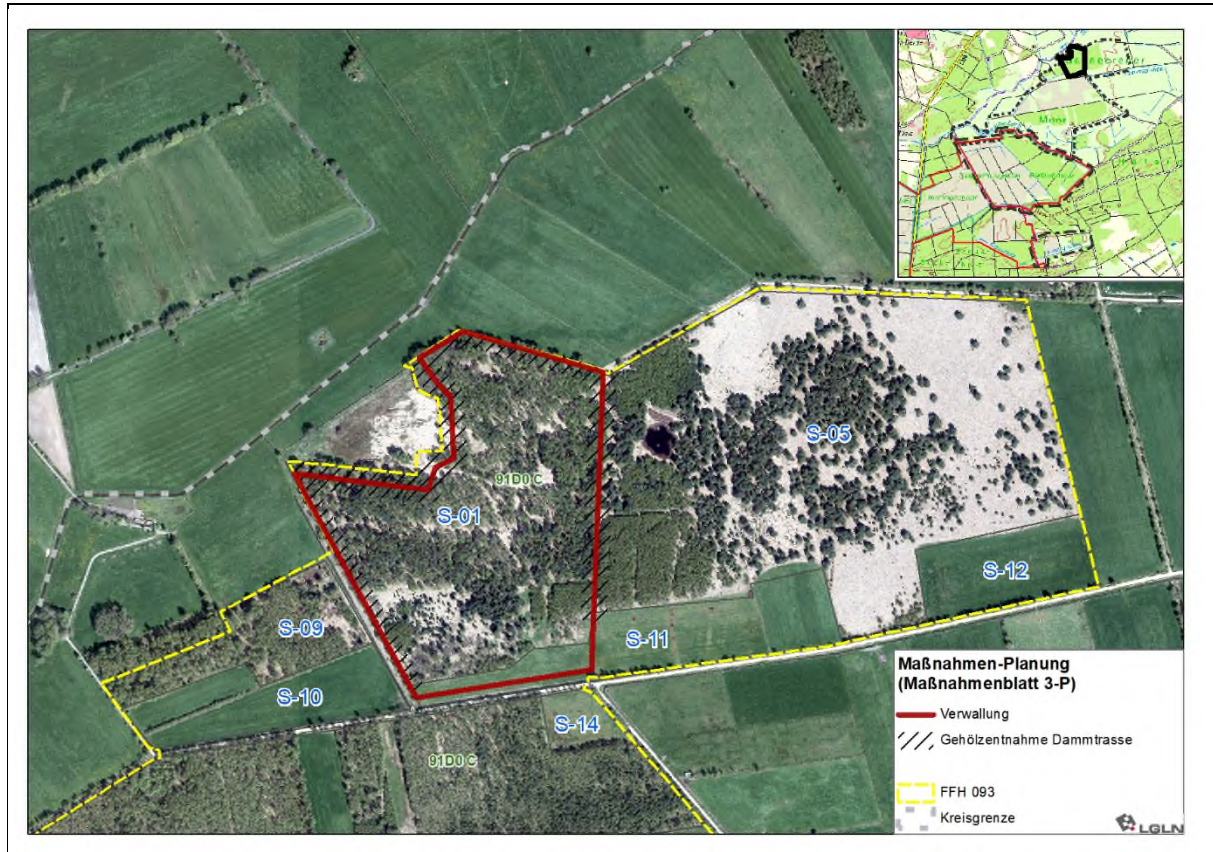 Moor
S-05
91D0 C
S-01
S-12
S-09
S-11
S-10
S-14
91D0 C
Maßnahmen-Planung
(Maßnahmenblatt 3-P)
Verwallung
Gehölzentnahme Dammtrasse
FFH 093
Kreisgrenze
LGLN